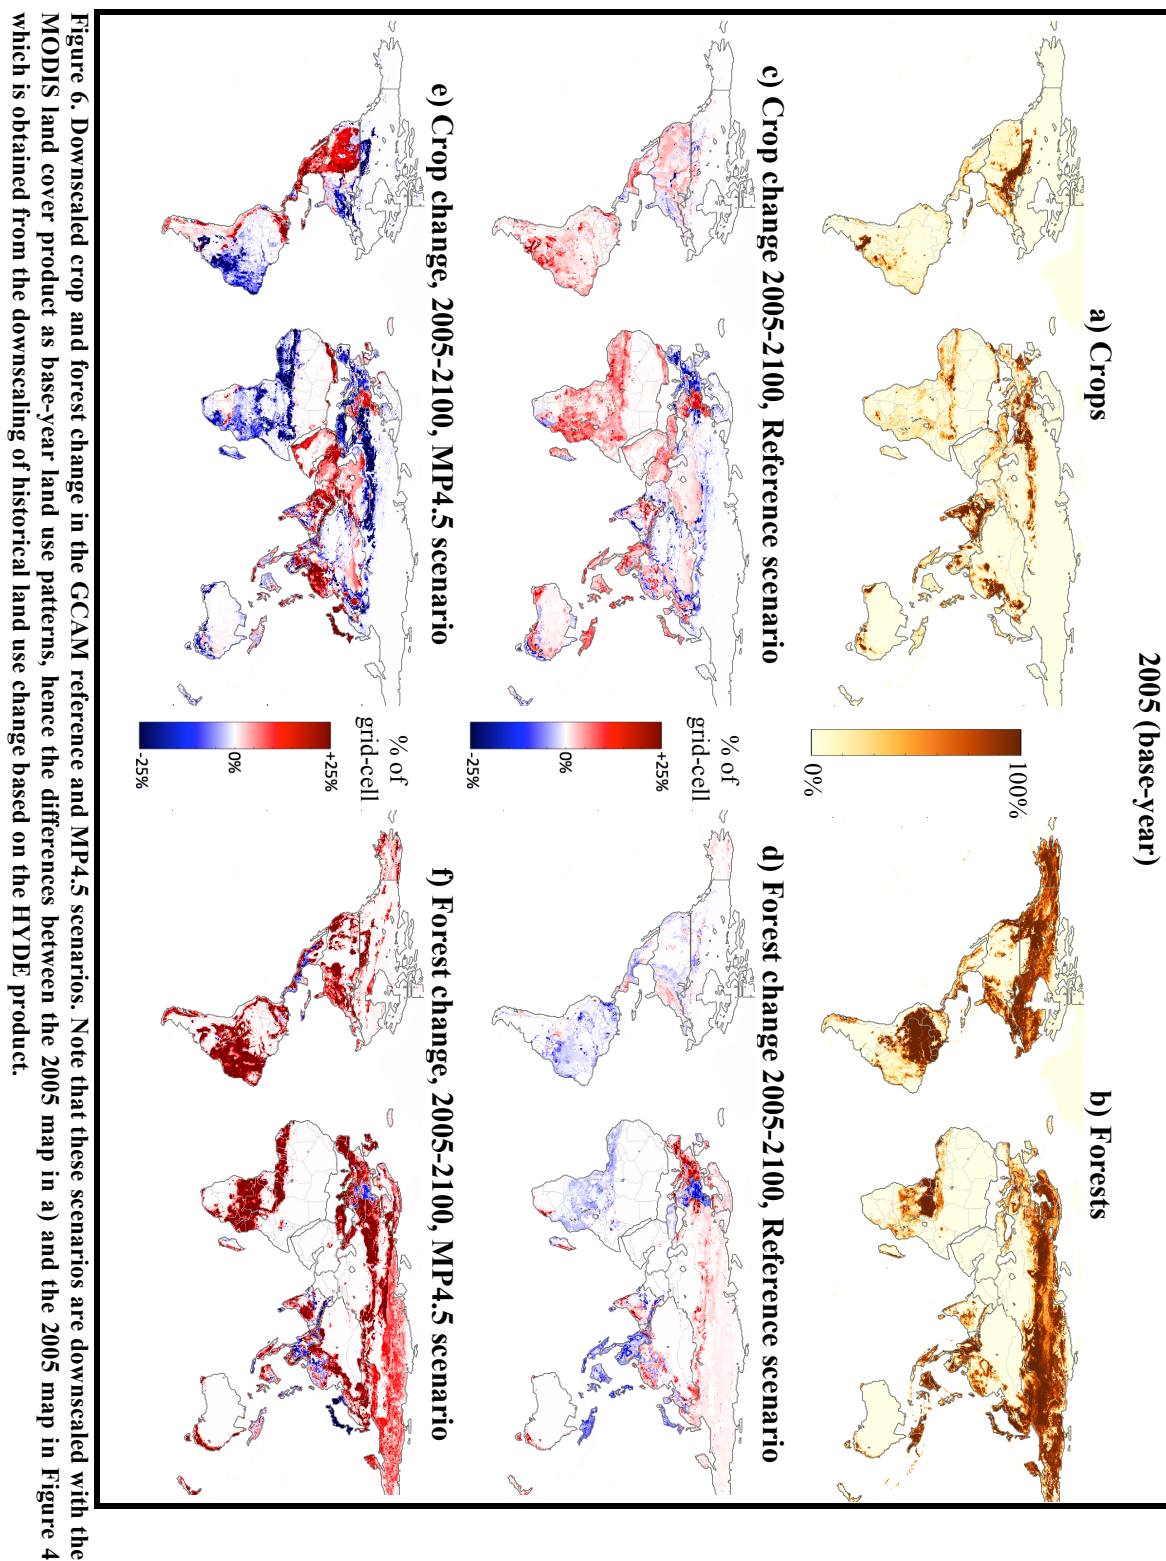 2005 (base-year)
a) Crops
b) Forests
100%
0%
c) Crop change 2005-2100, Reference scenario
d) Forest change 2005-2100, Reference scenario
% of
grid-cell
+25%
0%
-25%
e) Crop change, 2005-2100, MP4.5 scenario
f) Forest change, 2005-2100, MP4.5 scenario
% of
grid-cell
+25%
0%
-25%
Figure 6. Downscaled crop and forest change in the GCAM reference and MP4.5 scenarios. Note that these scenarios are downscaled with the
MODIS land cover product as base-year land use patterns, hence the differences between the 2005 map in a) and the 2005 map in Figure 4
which is obtained from the downscaling of historical land use change based on the HYDE product.